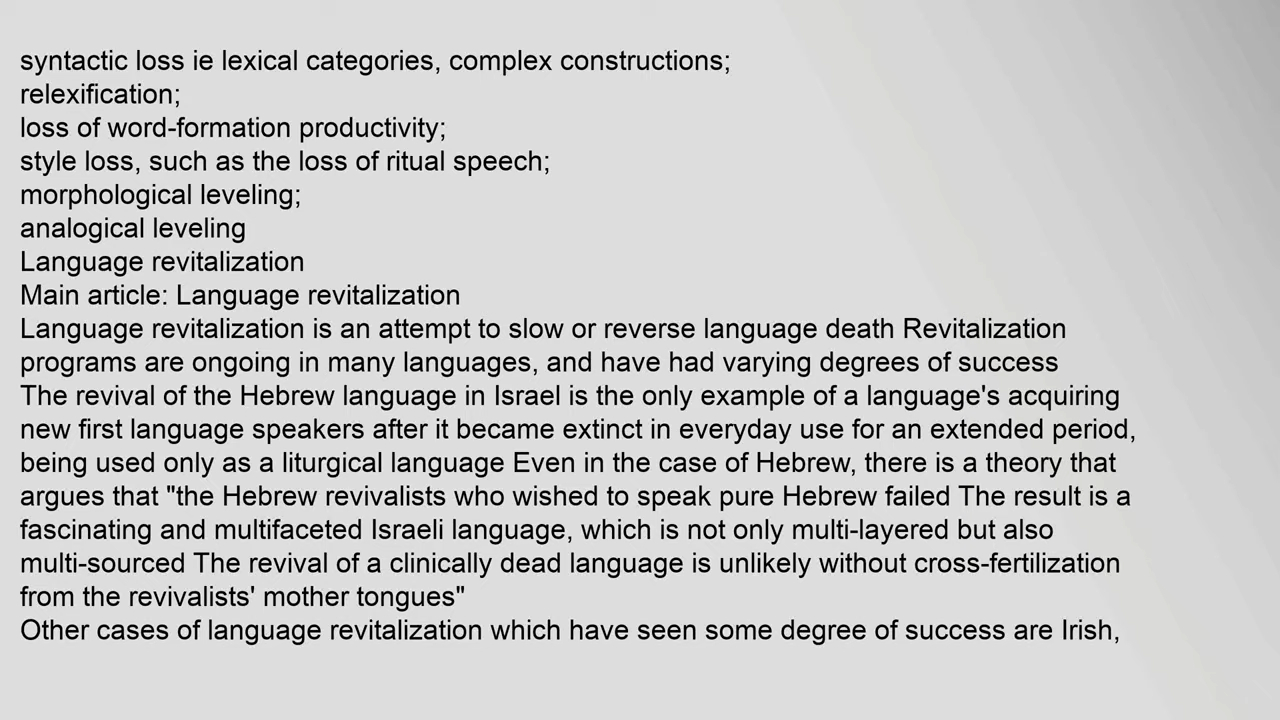 syntactic loss ie lexical categories, complex constructions;
relexification;
loss of word-formation productivity;
style loss, such as the loss of ritual speech;
morphological leveling;
analogical leveling
Language revitalization
Main article: Language revitalization
Language revitalization is an attempt to slow or reverse language death Revitalization
programs are ongoing in many languages, and have had varying degrees of success
The revival of the Hebrew language in Israel is the only example of a language's acquiring
new first language speakers after it became extinct in everyday use for an extended period,
being used only as a liturgical language Even in the case of Hebrew, there is a theory that
argues that "the Hebrew revivalists who wished to speak pure Hebrew failed The result is a
fascinating and multifaceted Israeli language, which is not only multi-layered but also
multi-sourced The revival of a clinically dead language is unlikely without cross-fertilization
from the revivalists' mother tongues"
Other cases of language revitalization which have seen some degree of success are Irish,